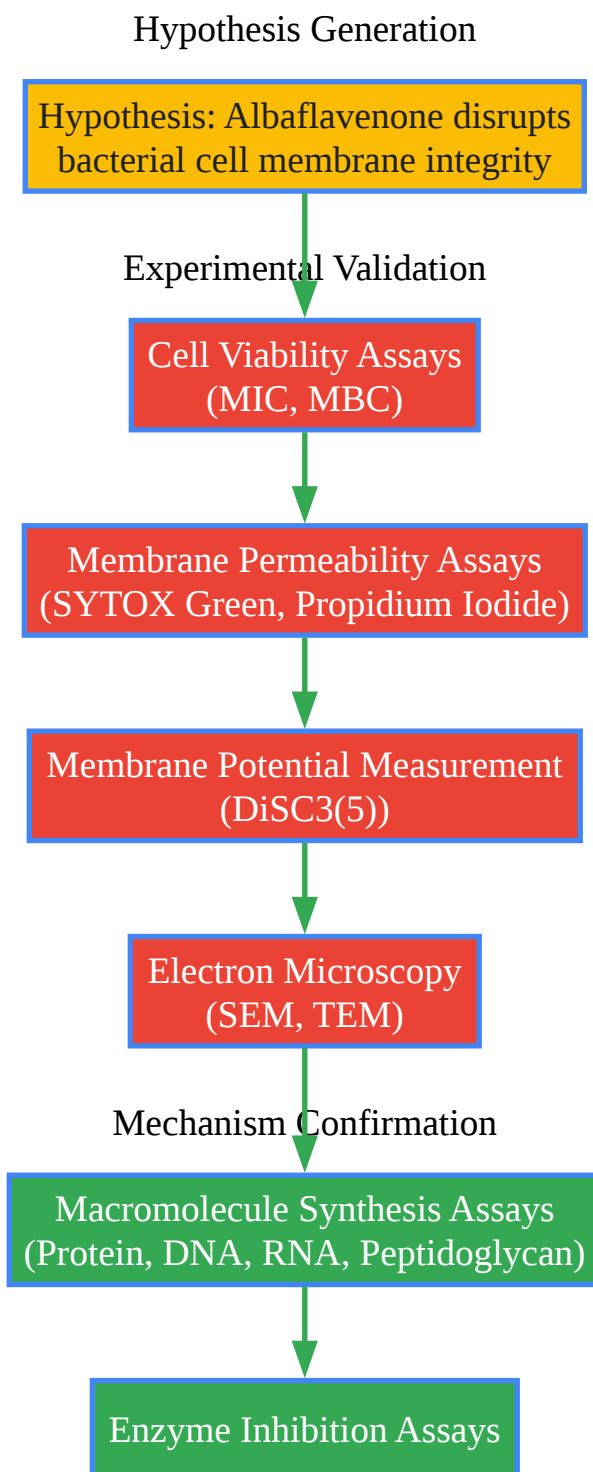 Hypothesis Generation
Hypothesis: Albaflavenone disrupts
bacterial cell membrane integrity
Experimental Validation
Cell Viability Assays
(MIC, MBC)
Membrane Permeability Assays
(SYTOX Green, Propidium Iodide)
Membrane Potential Measurement
(DiSC3(5))
Electron Microscopy
(SEM, TEM)
Mechanism Confirmation
Macromolecule Synthesis Assays
(Protein, DNA, RNA, Peptidoglycan)
Enzyme Inhibition Assays